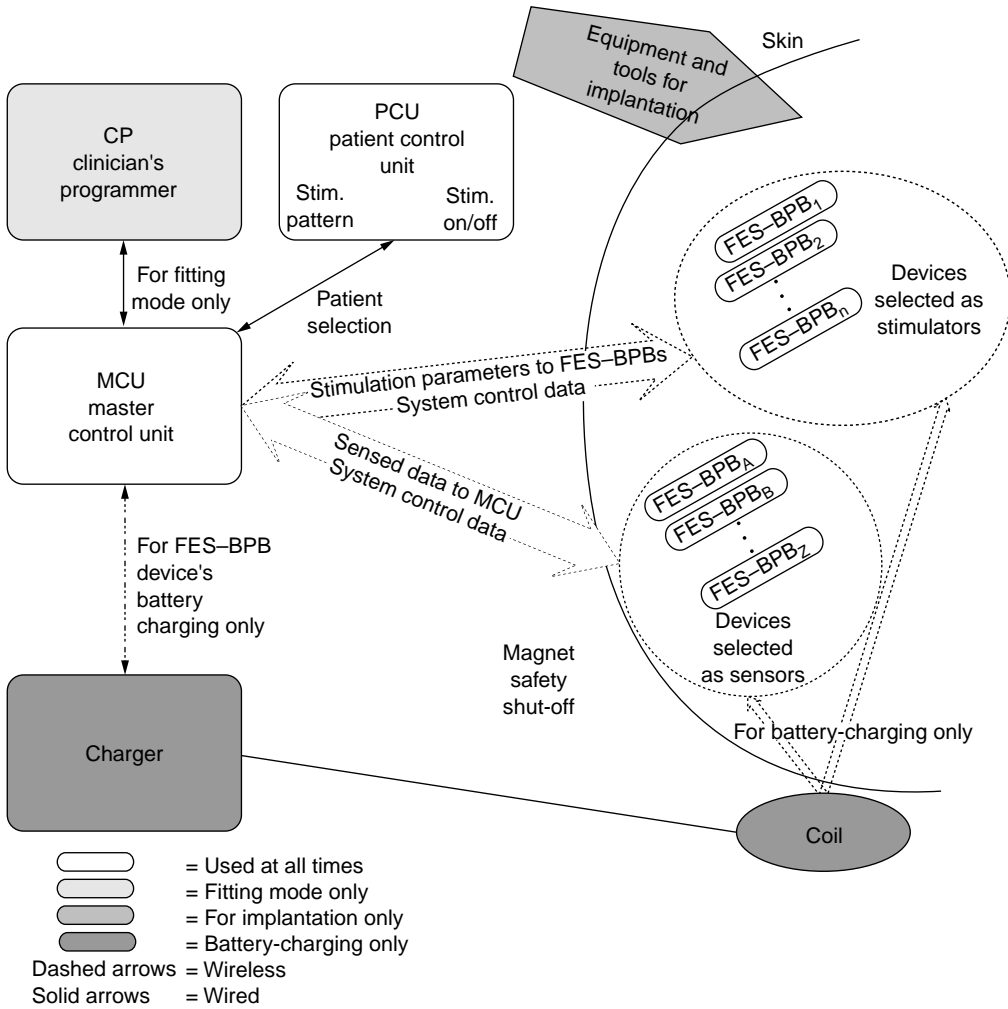 Equipment and
tools for
implantation
Skin
CP
clinician's
programmer
PCU
patient control
unit
Stim.
pattern
Stim.
on/off
For fitting
mode only
Patient
selection
FES–BPB1
FES–BPB2
FES–BPBn
Devices
selected as
stimulators
MCU
master
control unit
Stimulation parameters to FES–BPBs
System control data
Sensed data to MCU
System control data
FES–BPBA
FES–BPBB
FES–BPBZ
Devices
selected
as sensors
For FES–BPB
device's
battery
charging only
Magnet
safety
shut-off
For battery-charging only
Charger
Coil
= Used at all times
= Fitting mode only
= For implantation only
= Battery-charging only
Dashed arrows = Wireless
Solid arrows = Wired